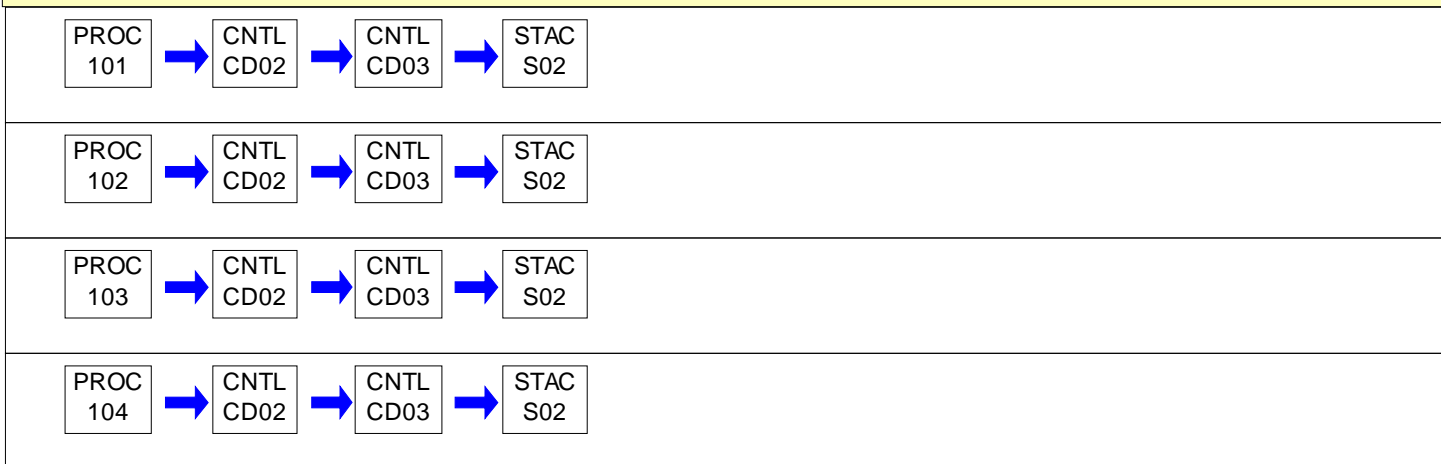 PROC CNTL CNTL STAC
101 CD02 CD03 S02
PROC CNTL CNTL STAC
102 CD02 CD03 S02
PROC CNTL CNTL STAC
103 CD02 CD03 S02
PROC CNTL CNTL STAC
104 CD02 CD03 S02